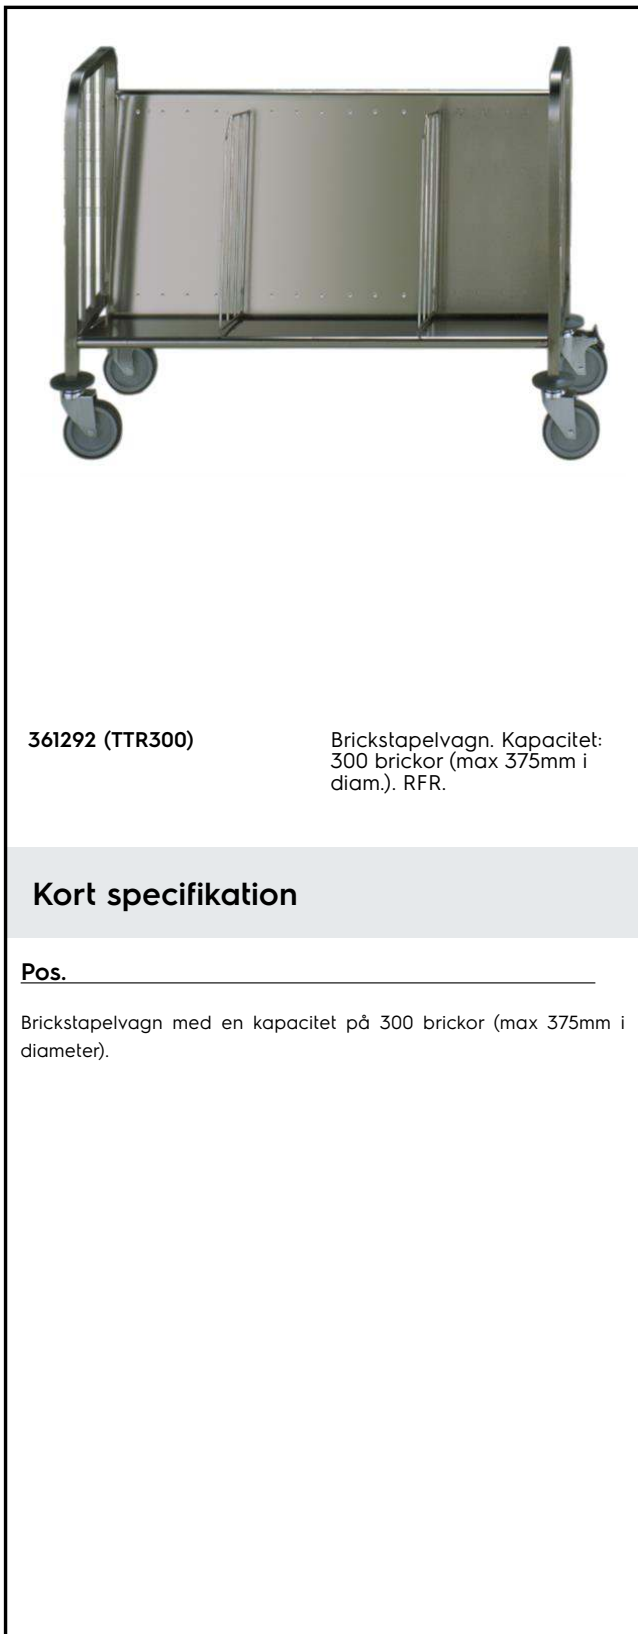 361292 (TTR300)
Brickstapelvagn. Kapacitet:
300 brickor (max 375mm i
diam.). RFR.
Kort specifikation
Pos.
Brickstapelvagn med en kapacitet på 300 brickor (max 375mm i
diameter).